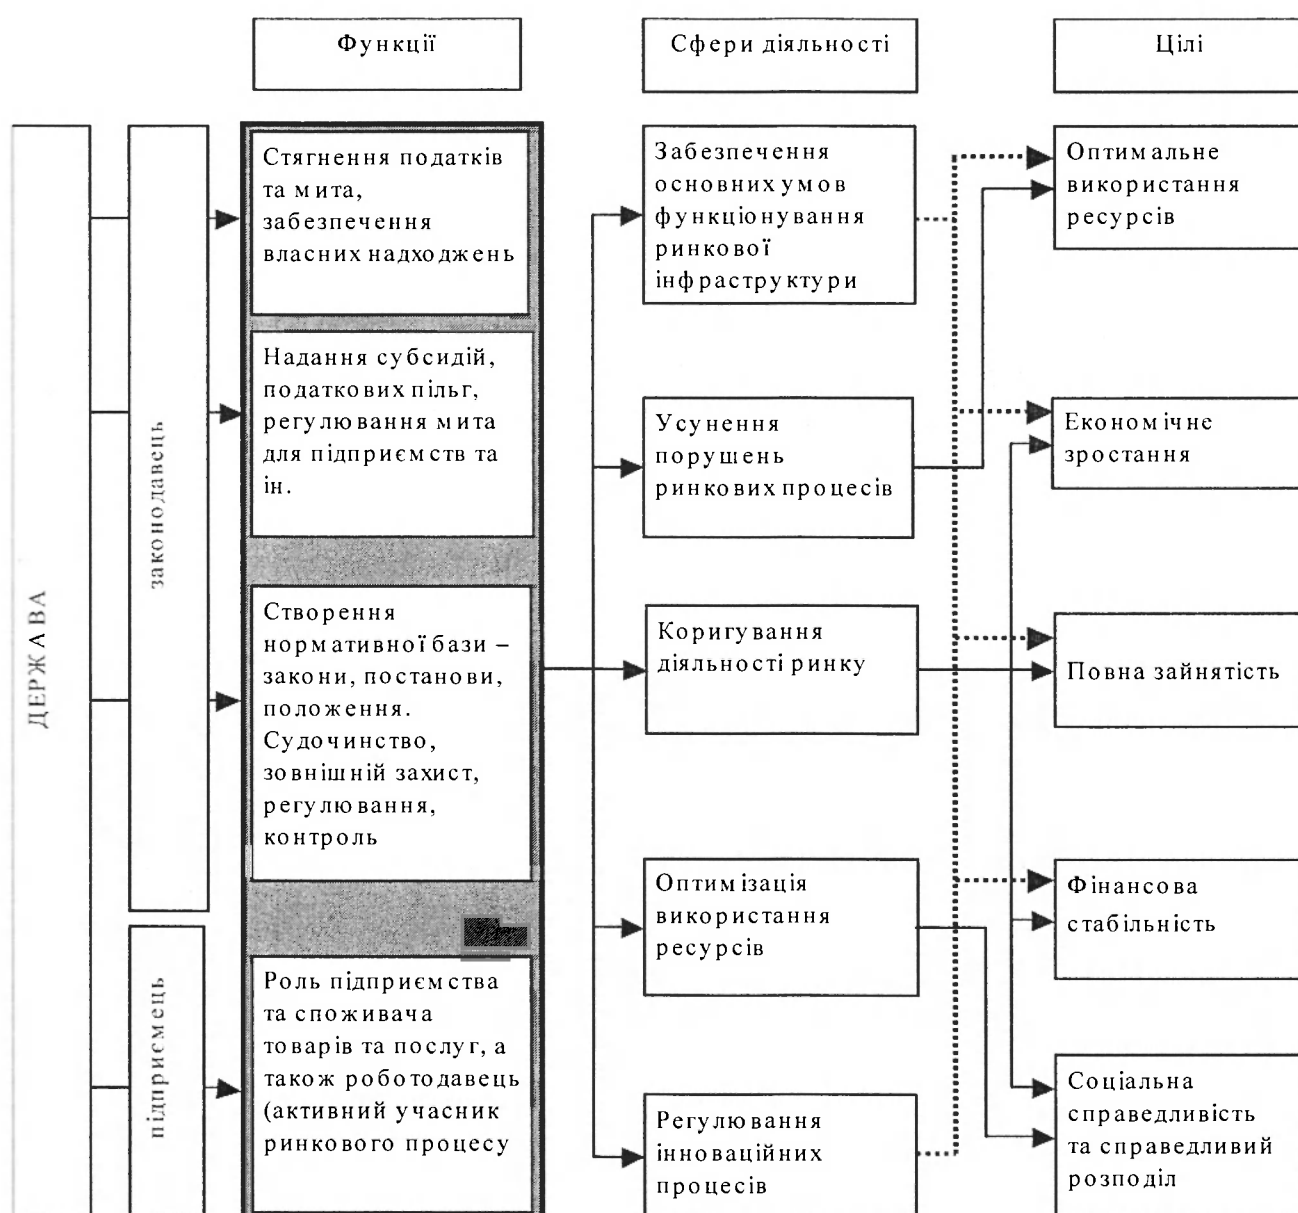 Функції
Сфери діяльності
Цілі
ДЕРЖАВА
законодавець
підприємець
Стягнення податків
та мита,
забезпечення
власних надходжень
Надання субсидій,
податкових пільг,
регулювання мита
для підприємств та
ін.
Створення
нормативної бази –
закони, постанови,
положення.
Судочинство,
зовнішній захист,
регулювання,
контроль
Роль підприємства
та споживача
товарів та послуг, а
також роботодавець
(активний учасник
ринкового процесу
Забезпечення
основних умов
функціонування
ринкової
інфраструктури
Усунення
порушень
ринкових процесів
Коригування
діяльності ринку
Оптимізація
використання
ресурсів
Регулювання
інноваційних
процесів
Оптимальне
використання
ресурсів
Економічне
зростання
Повна зайнятість
Фінансова
стабільність
Соціальна
справедливість
та справедливий
розподіл